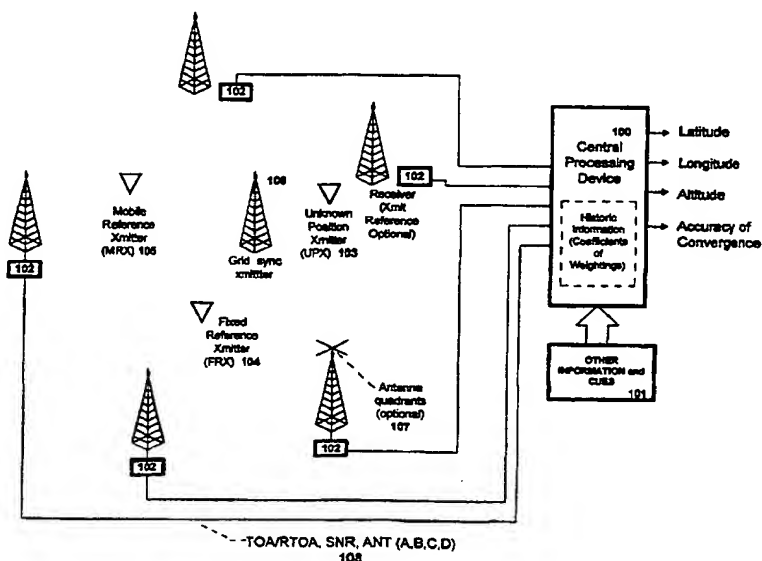 102
100
Central
Processing
Device
Historic
Information
(Coefficients
of
Weightings)
Latitude
Longitude
Altitude
Accuracy of
Convergence
102
Receiver
(Xmit
Reference
Optional)
106
Grid sync
xmitter
Unknown
Position
Xmitter
(UPX) 103
Mobile
Reference
Xmitter
(MRX) 105
102
Fixed
Reference
Xmitter
(FRX) 104
Antenna
quadrants
(optional)
107
102
102
OTHER
INFORMATION and
CUES
101
TOA/RTOA, SNR, ANT (A,B,C,D)
108